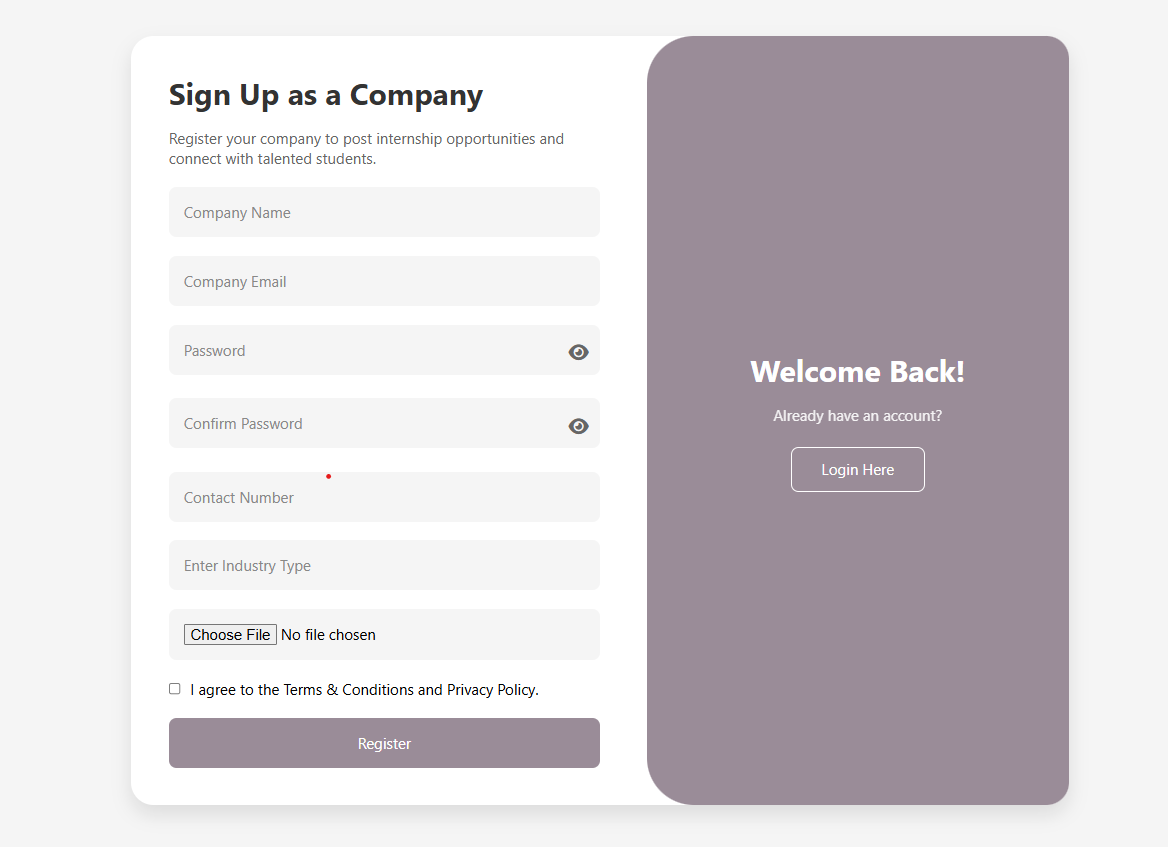 Sign Up as a Company
Register your company to post internship opportunities and
connect with talented students.
Company Name
Company Email
Password
Confirm Password
Contact Number
Enter Industry Type
Choose File No file chosen
I agree to the Terms & Conditions and Privacy Policy.
Register
Welcome Back!
Already have an account?
Login Here